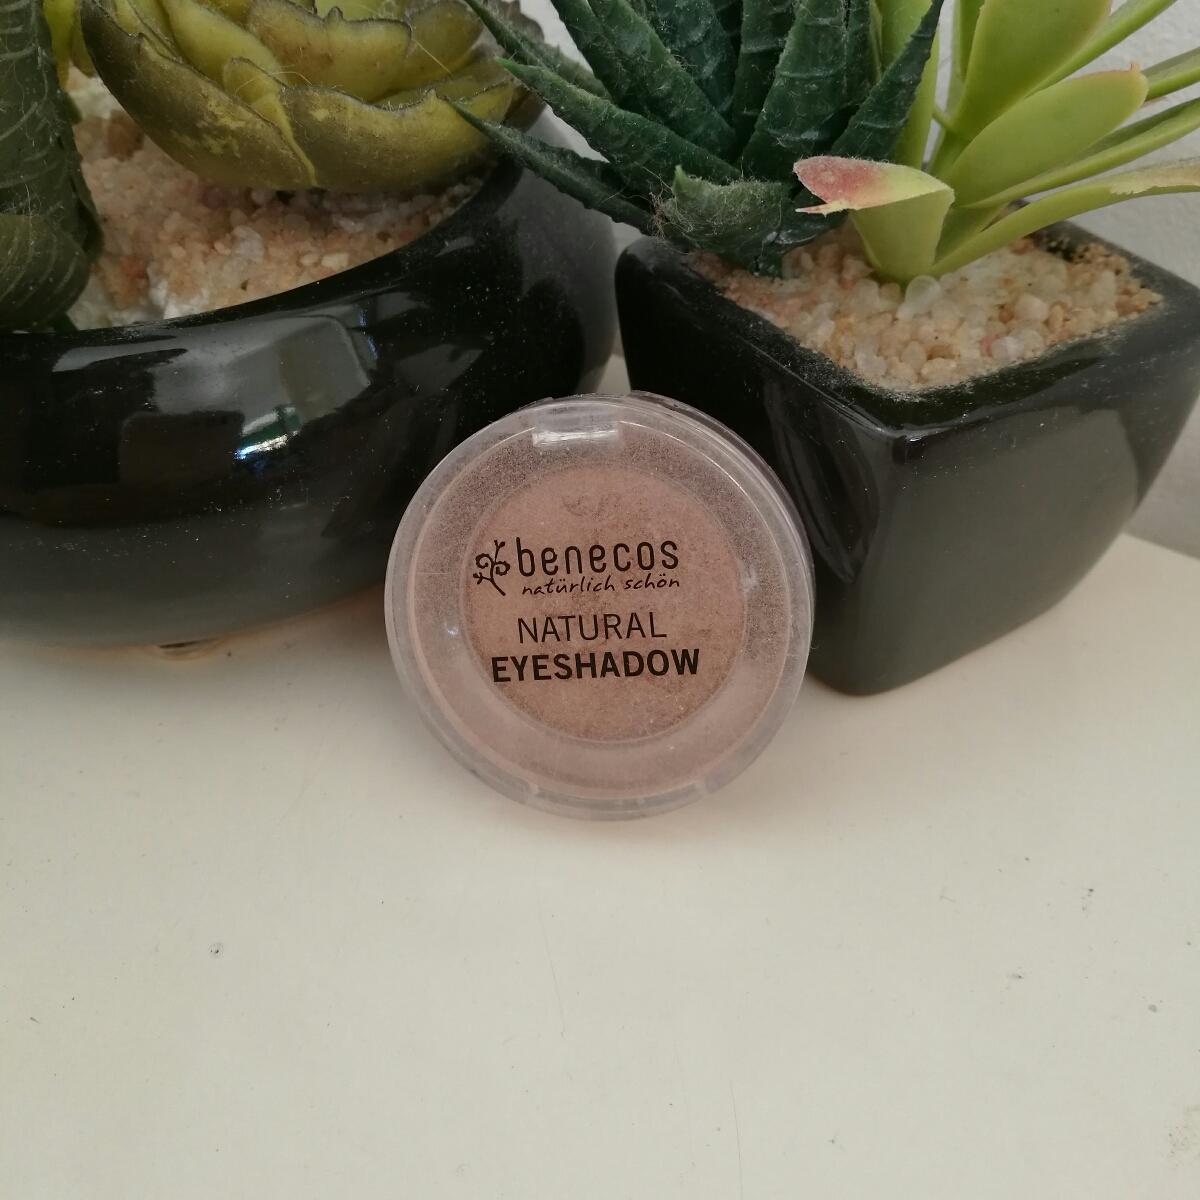 benecos
natürlich schön
NATURAL
EYESHADOW